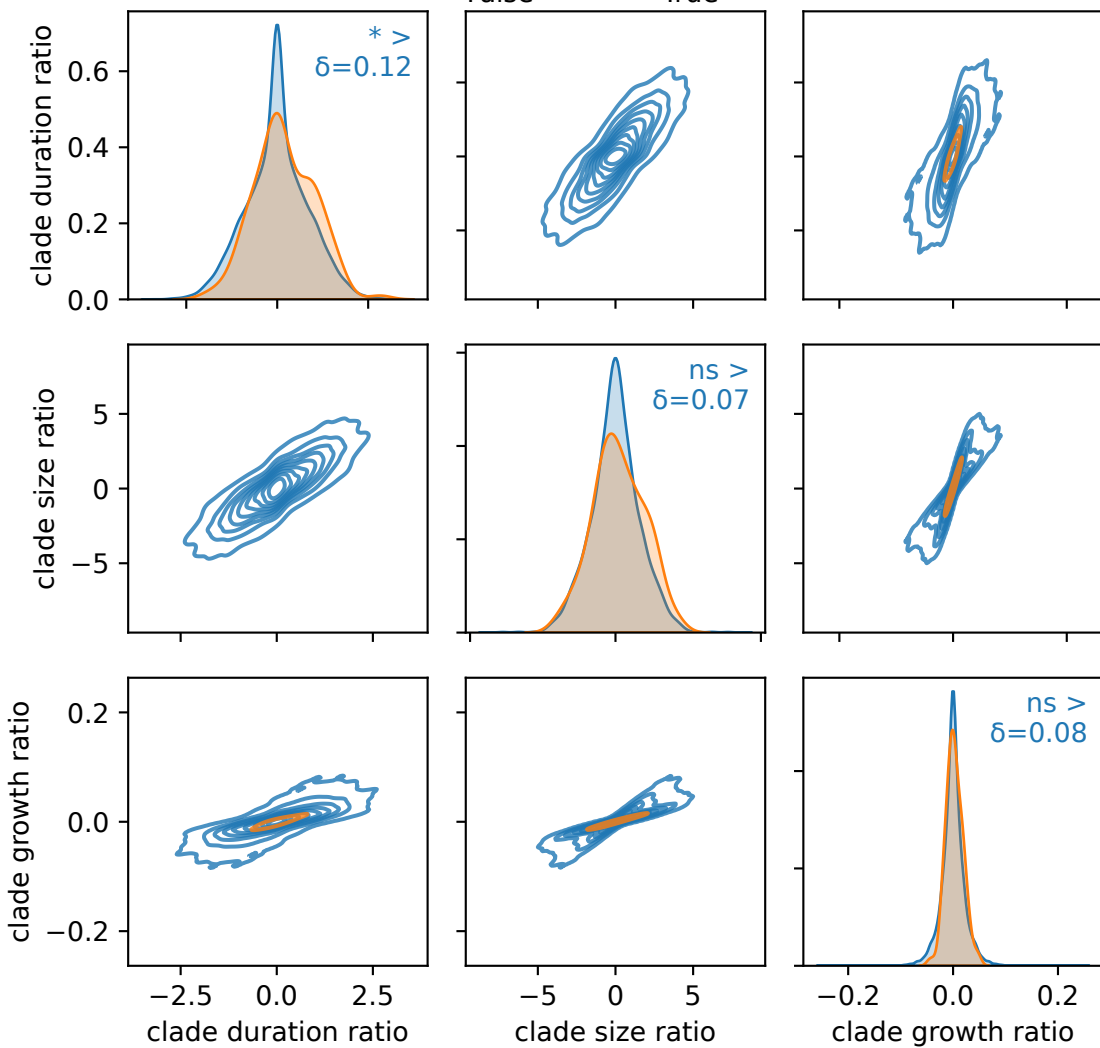 True
clade duration ratio
0.6
0.4
0.2
0.0
* >
δ=0.12
clade size ratio
5
0
−5
ns >
δ=0.07
clade growth ratio
0.2
0.0
−0.2
ns >
δ=0.08
−2.5 0.0 2.5
−5 0 5
−0.2 0.0 0.2
clade duration ratio
clade size ratio
clade growth ratio